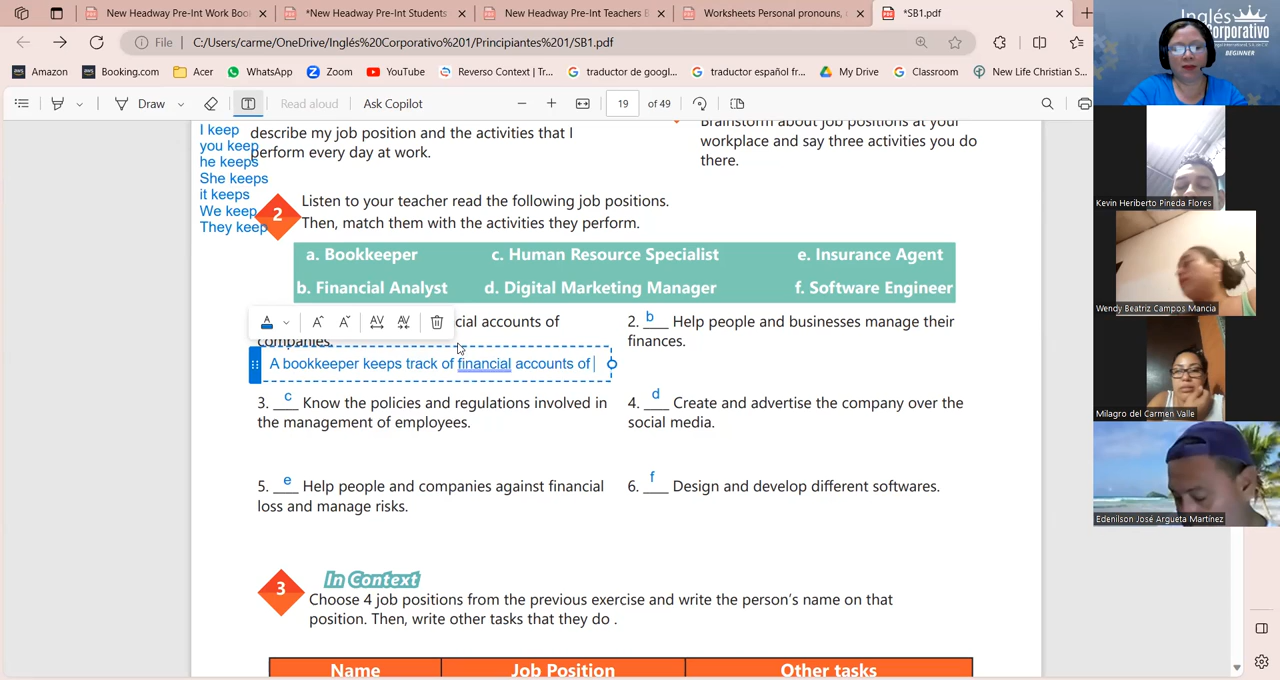 New Headway Pre-Int Work Boo
*New Headway Pre-Int Students
New Headway Pre-Int Teachers B
Worksheets Personal pronouns, c
*SB1.pdf
File
C:/Users/carme/OneDrive/Inglés%20Corporativo%201/Principiantes%201/SB1.pdf
Amazon
Booking.com
Acer
WhatsApp
Zoom
YouTube
Reverso Context | Tr...
traductor de googl...
traductor español fr...
My Drive
Classroom
New Life Christian S...
Draw
Read aloud
Ask Copilot
19 of 49
I keep
you keep
he keeps
She keeps
it keeps
We keep
They keep
describe my job position and the activities that I
perform every day at work.
Brainstorm about job positions at your
workplace and say three activities you do
there.
2
Listen to your teacher read the following job positions.
Then, match them with the activities they perform.
a. Bookkeeper
c. Human Resource Specialist
e. Insurance Agent
b. Financial Analyst
d. Digital Marketing Manager
f. Software Engineer
cial accounts of
companies.
A bookkeeper keeps track of financial accounts of
2. b Help people and businesses manage their
finances.
3. c Know the policies and regulations involved in
the management of employees.
4. d Create and advertise the company over the
social media.
5. e Help people and companies against financial
loss and manage risks.
6. f Design and develop different softwares.
3
In Context
Choose 4 job positions from the previous exercise and write the person's name on that
position. Then, write other tasks that they do .
Name
Job Position
Other tasks
Inglés
Corporativo
BEGINNER
Kevin Heriberto Pineda Flores
Wendy Beatriz Campos Mancia
Milagro del Carmen Valle
Edenilson José Argueta Martínez